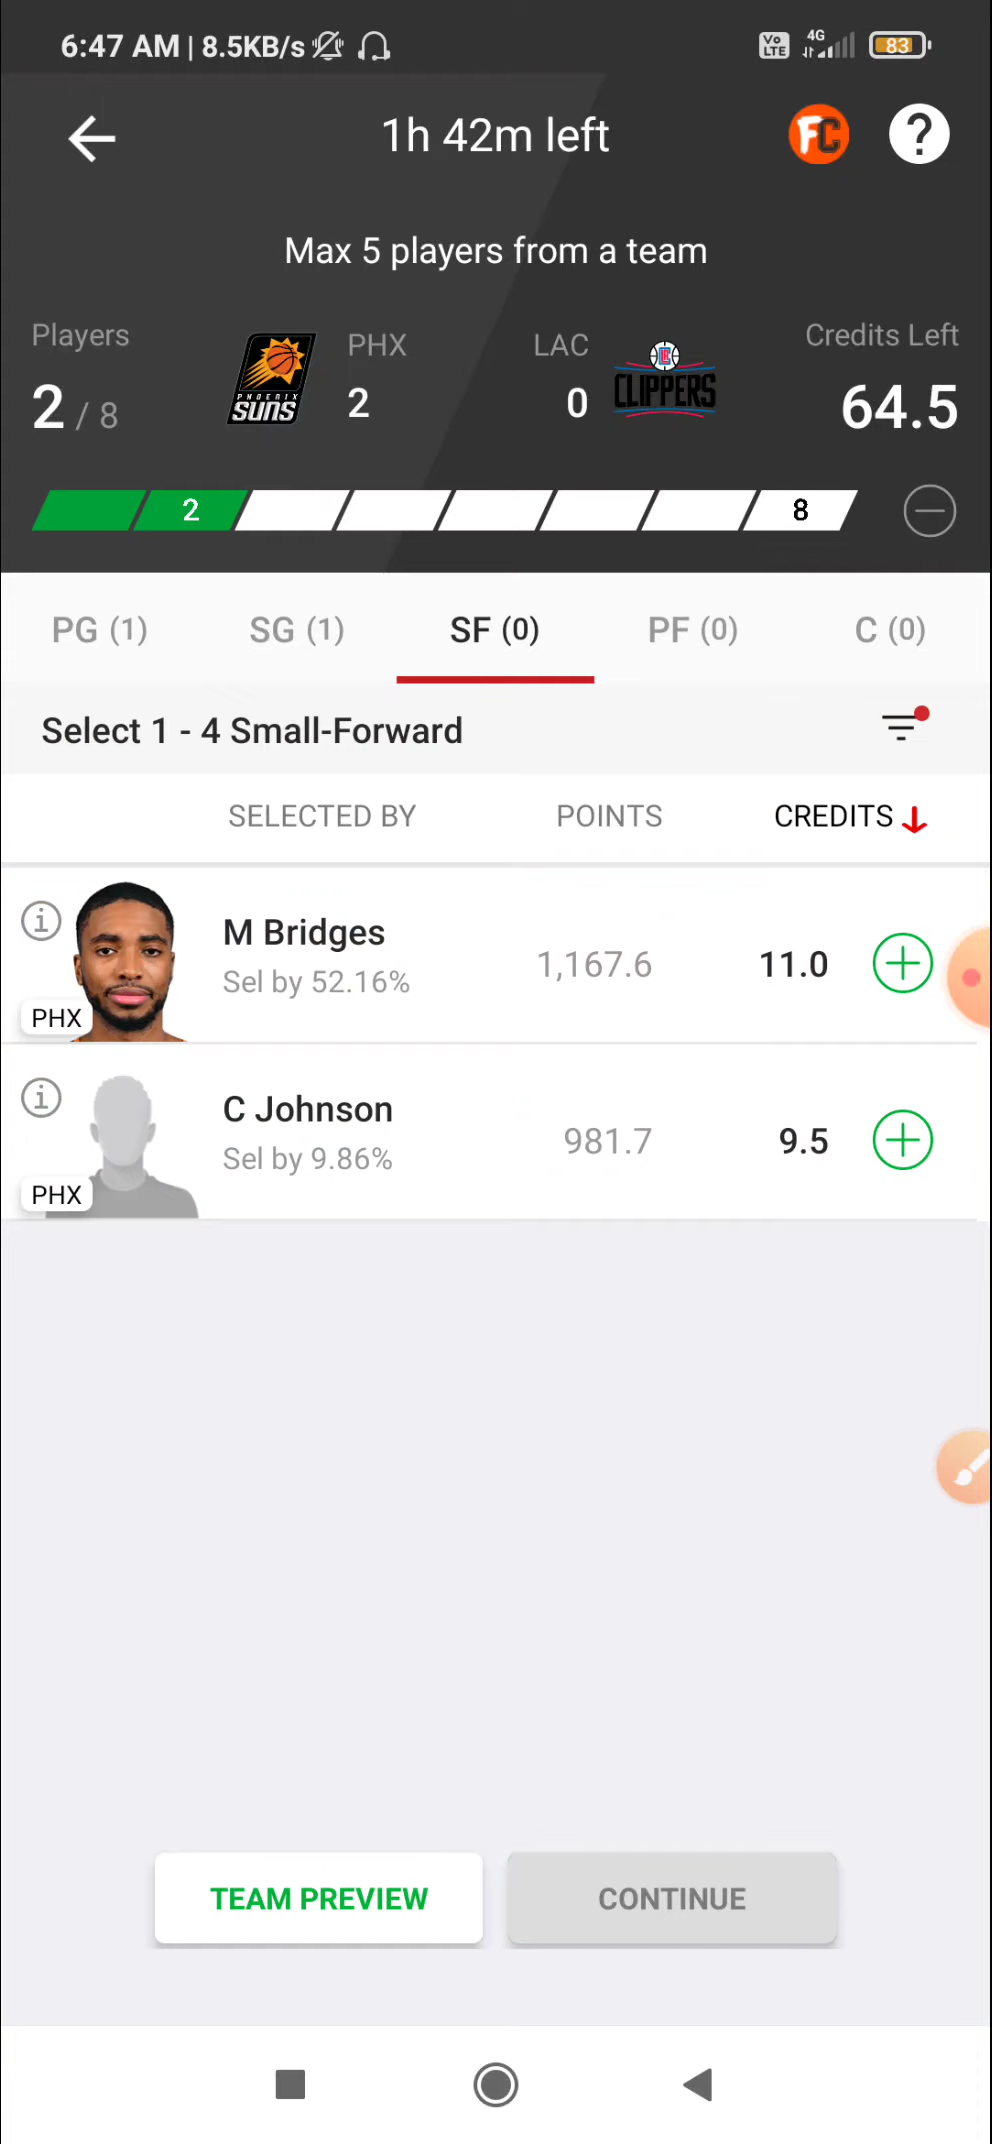 6:47 AM | 8.5KB/s Vo LTE 4G 83
1h 42m left FC ?
Max 5 players from a team
Players PHX LAC Credits Left
2 / 8 PHOENIX SUNS 2 0 CLIPPERS 64.5
2 8
PG (1) SG (1) SF (0) PF (0) C (0)
Select 1 - 4 Small-Forward
SELECTED BY POINTS CREDITS
M Bridges
Sel by 52.16% 1,167.6 11.0
PHX
C Johnson
Sel by 9.86% 981.7 9.5
PHX
TEAM PREVIEW CONTINUE